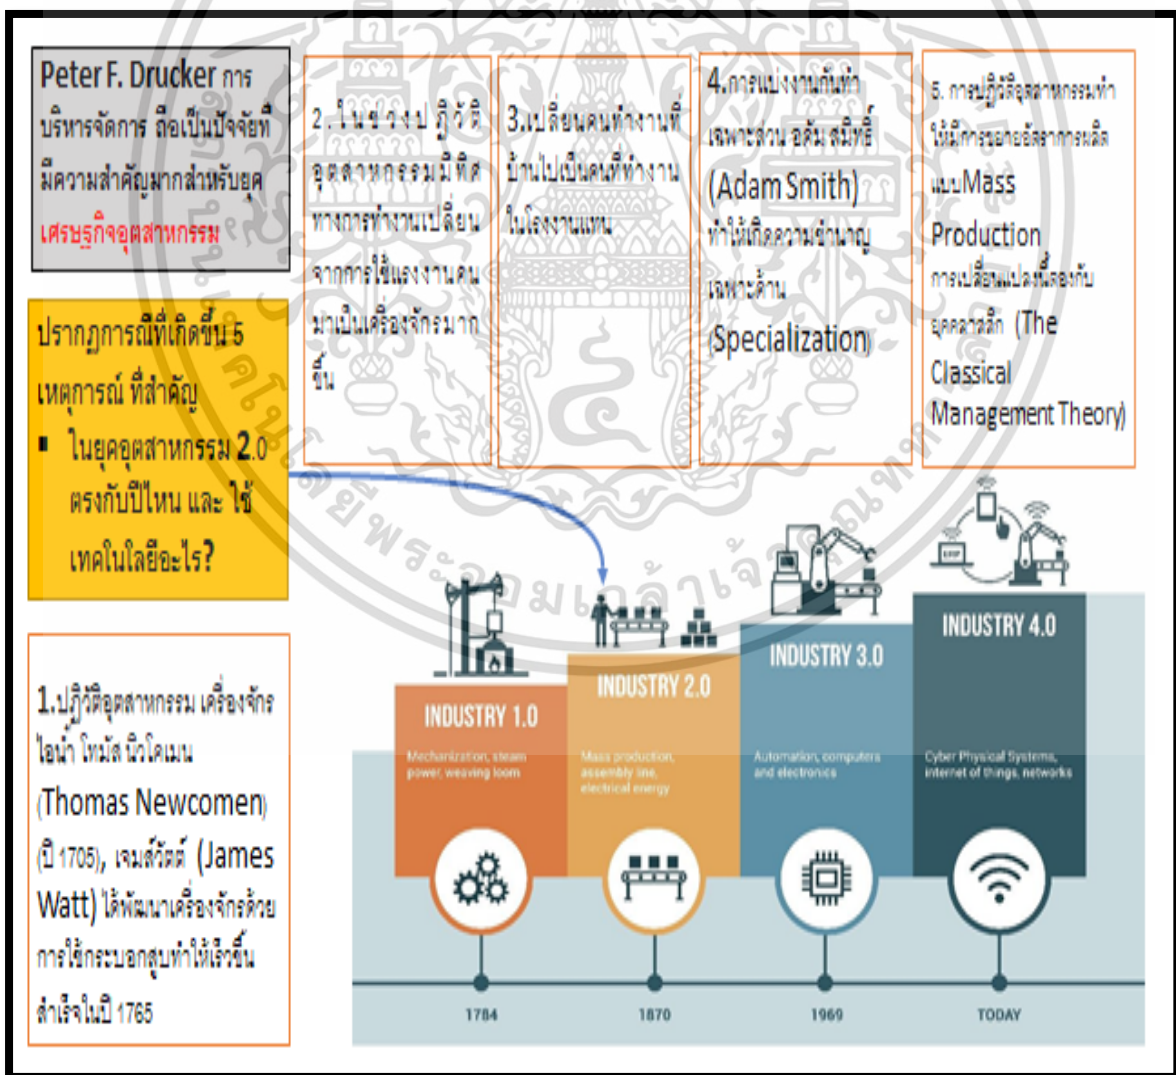 Peter F. Drucker การ
บริหารจัดการ ถือเป็นปัจจัยที่
มีความสำคัญมากสำหรับยุค
เศรษฐกิจอุตสาหกรรม
ปรากฏการณ์ที่เกิดขึ้น 5
เหตุการณ์ ที่สำคัญ
▪ ในยุคอุตสาหกรรม 2.0
ตรงกับปีไหน และ ใช้
เทคโนโลยีอะไร?
1.ปฏิวัติอุตสาหกรรม เครื่องจักร
ไอน้ำ โทมัส นิวโคเมน
(Thomas Newcomen)
(ปี 1705), เจมส์วัตต์ (James
Watt) ได้พัฒนาเครื่องจักรด้วย
การใช้กระบอกสูบทำให้เร็วขึ้น
สำเร็จในปี 1765
2.ในช่วงปฏิวัติ
อุตสาหกรรมมีทิศ
ทางการทำงานเปลี่ยน
จากการใช้แรงงานคน
มาเป็นเครื่องจักรมาก
ขึ้น
3.เปลี่ยนคนทำงานที่
บ้านไปเป็นคนที่ทำงาน
ในโรงงานแทน
4.การแบ่งงานกันทำ
เฉพาะส่วน อดัม สมิทธิ์
(Adam Smith)
ทำให้เกิดความชำนาญ
เฉพาะด้าน
(Specialization)
5. การปฏิวัติอุตสาหกรรมทำ
ให้มีการขยายอัตราการผลิต
แบบMass
Production
การเปลี่ยนแปลงนี้สองกับ
ยุคคลาสสิก (The
Classical
Management Theory)
INDUSTRY 1.0
Mechanization, steam
power, weaving loom
INDUSTRY 2.0
Mass production,
assembly line,
electrical energy
INDUSTRY 3.0
Automation, computers
and electronics
INDUSTRY 4.0
Cyber Physical Systems,
internet of things, networks
1784
1870
1969
TODAY